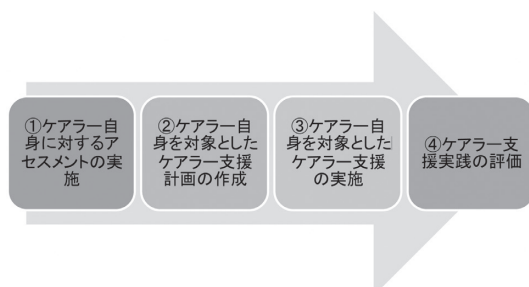 ①ケアラー自
身に対するア
セスメントの実
施
②ケアラー自
身を対象とした
ケアラー支援
計画の作成
③ケアラー自
身を対象とした
ケアラー支援
の実施
④ケアラー支
援実践の評価